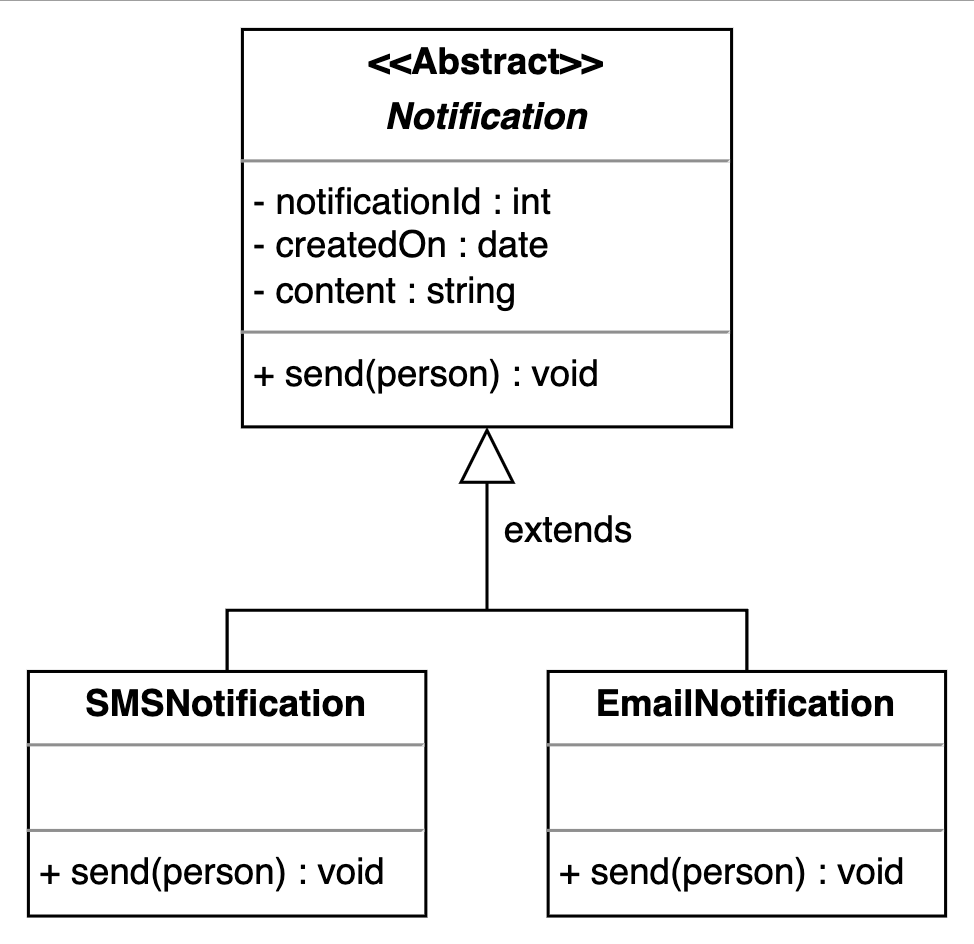 <<Abstract>>
Notification
- notificationId : int
- createdOn : date
- content : string
+ send(person) : void
extends
SMSNotification
+ send(person) : void
EmailNotification
+ send(person) : void